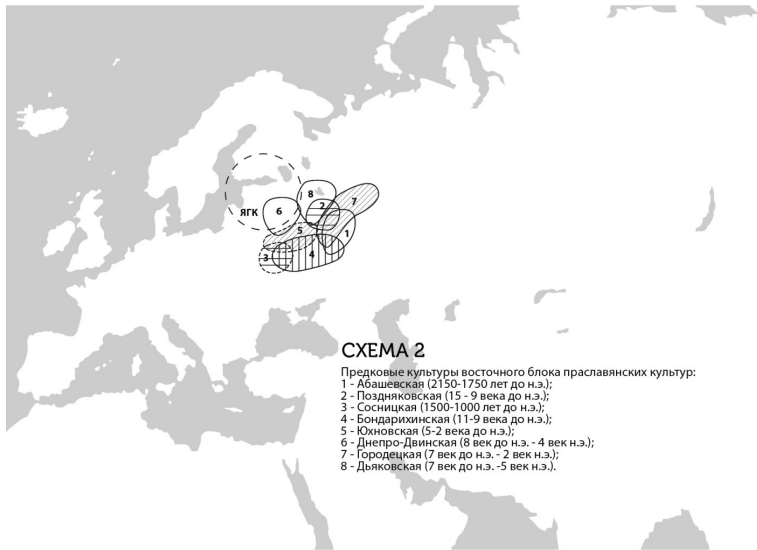 8
7
2
ЯГК
6
5
1
4
3
СХЕМА 2
Предковые культуры восточного блока праславянских культур:
1 - Абашевская (2150-1750 лет до н.э.);
2 - Поздняковская (15 - 9 века до н.э.);
3 - Сосницкая (1500-1000 лет до н.э.);
4 - Бондарихинская (11-9 века до н.э.);
5 - Юхновская (5-2 века до н.э.);
6 - Днепро-Двинская (8 век до н.э. - 4 век н.э.);
7 - Городецкая (7 век до н.э. - 2 век н.э.);
8 - Дьяковская (7 век до н.э. -5 век н.э.).